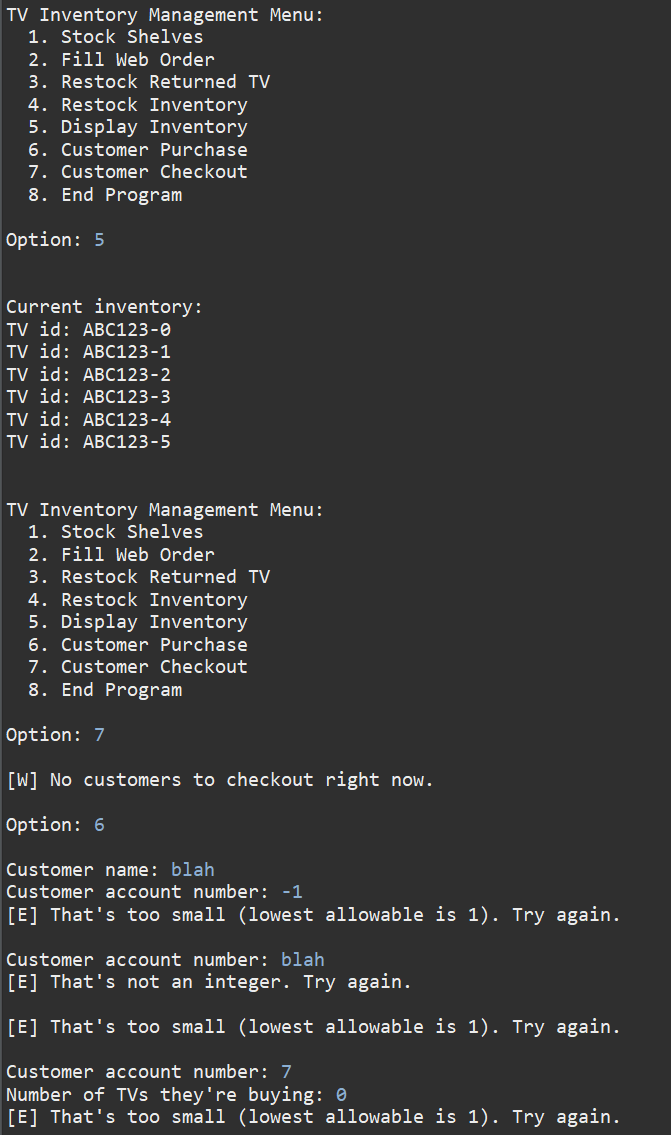 TV Inventory Management Menu:
1. Stock Shelves
2. Fill Web Order
3. Restock Returned TV
4. Restock Inventory
5. Display Inventory
6. Customer Purchase
7. Customer Checkout
8. End Program
Option: 5
Current inventory:
TV id: ABC123-0
TV id: ABC123-1
TV id: ABC123-2
TV id: ABC123-3
TV id: ABC123-4
TV id: ABC123-5
TV Inventory Management Menu:
1. Stock Shelves
2. Fill Web Order
3. Restock Returned TV
4. Restock Inventory
5. Display Inventory
6. Customer Purchase
7. Customer Checkout
8. End Program
Option: 7
[W] No customers to checkout right now.
Option: 6
Customer name: blah
Customer account number: -1
[E] That's too small (lowest allowable is 1). Try again.
Customer account number: blah
[E] That's not an integer. Try again.
[E] That's too small (lowest allowable is 1). Try again.
Customer account number: 7
Number of TVs they're buying: 0
[E] That's too small (lowest allowable is 1). Try again.